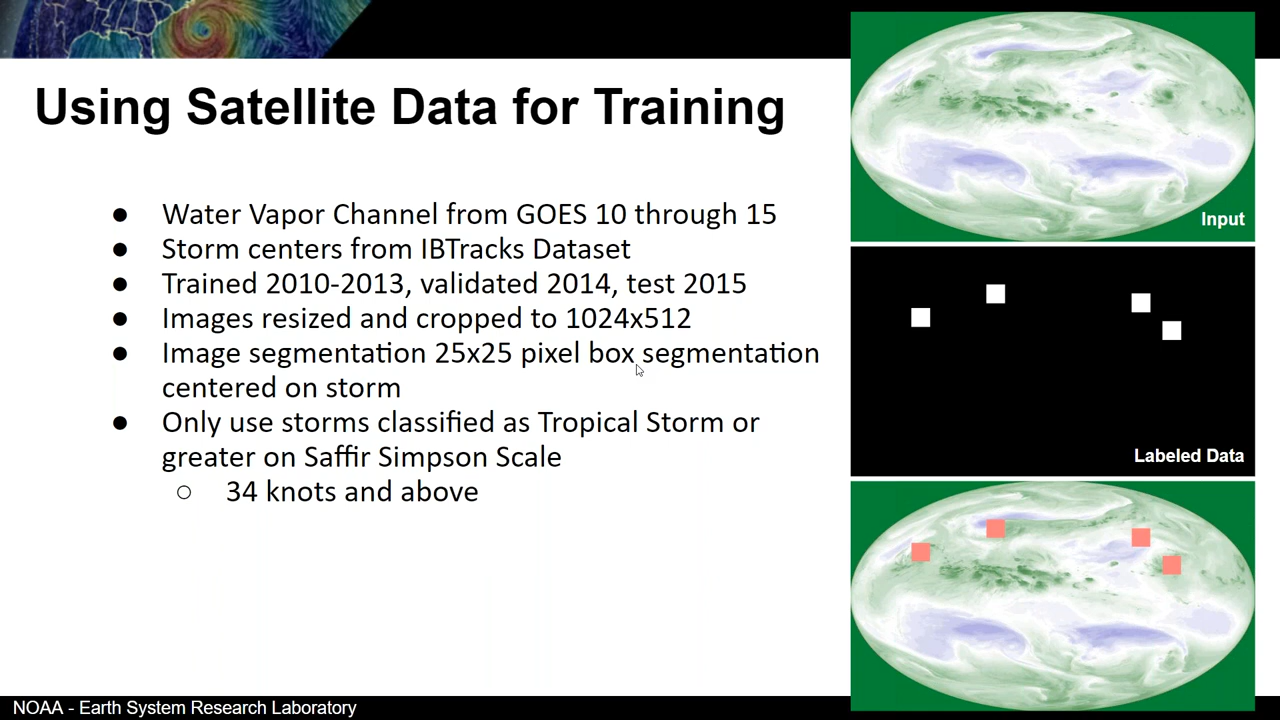 Using Satellite Data for Training
● Water Vapor Channel from GOES 10 through 15
● Storm centers from IBTracks Dataset
● Trained 2010-2013, validated 2014, test 2015
● Images resized and cropped to 1024x512
● Image segmentation 25x25 pixel box segmentation
centered on storm
● Only use storms classified as Tropical Storm or
greater on Saffir Simpson Scale
○ 34 knots and above
Input
Labeled Data
NOAA - Earth System Research Laboratory